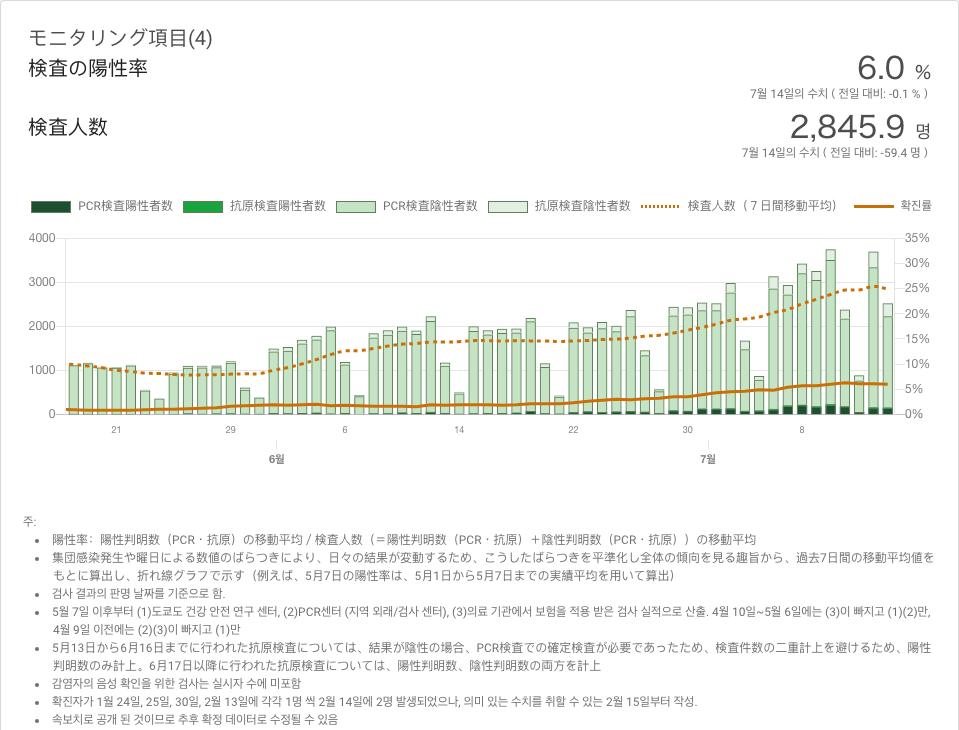 モニタリング項目(4)
検査の陽性率
6.0 %
7월 14일의 수치 ( 전일 대비: -0.1 % )
検査人数
2,845.9 명
7월 14일의 수치 ( 전일 대비: -59.4 명 )
PCR検査陽性者数 抗原検査陽性者数 PCR検査陰性者数 抗原検査陰性者数 検査人数（７日間移動平均） 확진률
4000 35%
30%
3000
25%
2000 20%
15%
1000 10%
5%
0 0%
21 29 6 14 22 30 8
6월 7월
주:
陽性率：陽性判明数（PCR・抗原）の移動平均 / 検査人数（＝陽性判明数（PCR・抗原）＋陰性判明数（PCR・抗原））の移動平均
集団感染発生や曜日による数値のばらつきにより、日々の結果が変動するため、こうしたばらつきを平準化し全体の傾向を見る趣旨から、過去7日間の移動平均値を
もとに算出し、折れ線グラフで示す（例えば、5月7日の陽性率は、5月1日から5月7日までの実績平均を用いて算出）
검사 결과의 판명 날짜를 기준으로 함.
5월 7일 이후부터 (1)도쿄도 건강 안전 연구 센터, (2)PCR센터 (지역 외래/검사 센터), (3)의료 기관에서 보험을 적용 받은 검사 실적으로 산출. 4월 10일~5월 6일에는 (3)이 빠지고 (1)(2)만,
4월 9일 이전에는 (2)(3)이 빠지고 (1)만
5月13日から6月16日までに行われた抗原検査については、結果が陰性の場合、PCR検査での確定検査が必要であったため、検査件数の二重計上を避けるため、陽性
判明数のみ計上。6月17日以降に行われた抗原検査については、陽性判明数、陰性判明数の両方を計上
감염자의 음성 확인을 위한 검사는 실시자 수에 미포함
확진자가 1월 24일, 25일, 30일, 2월 13일에 각각 1명 씩 2월 14일에 2명 발생되었으나, 의미 있는 수치를 취할 수 있는 2월 15일부터 작성.
속보치로 공개 된 것이므로 추후 확정 데이터로 수정될 수 있음